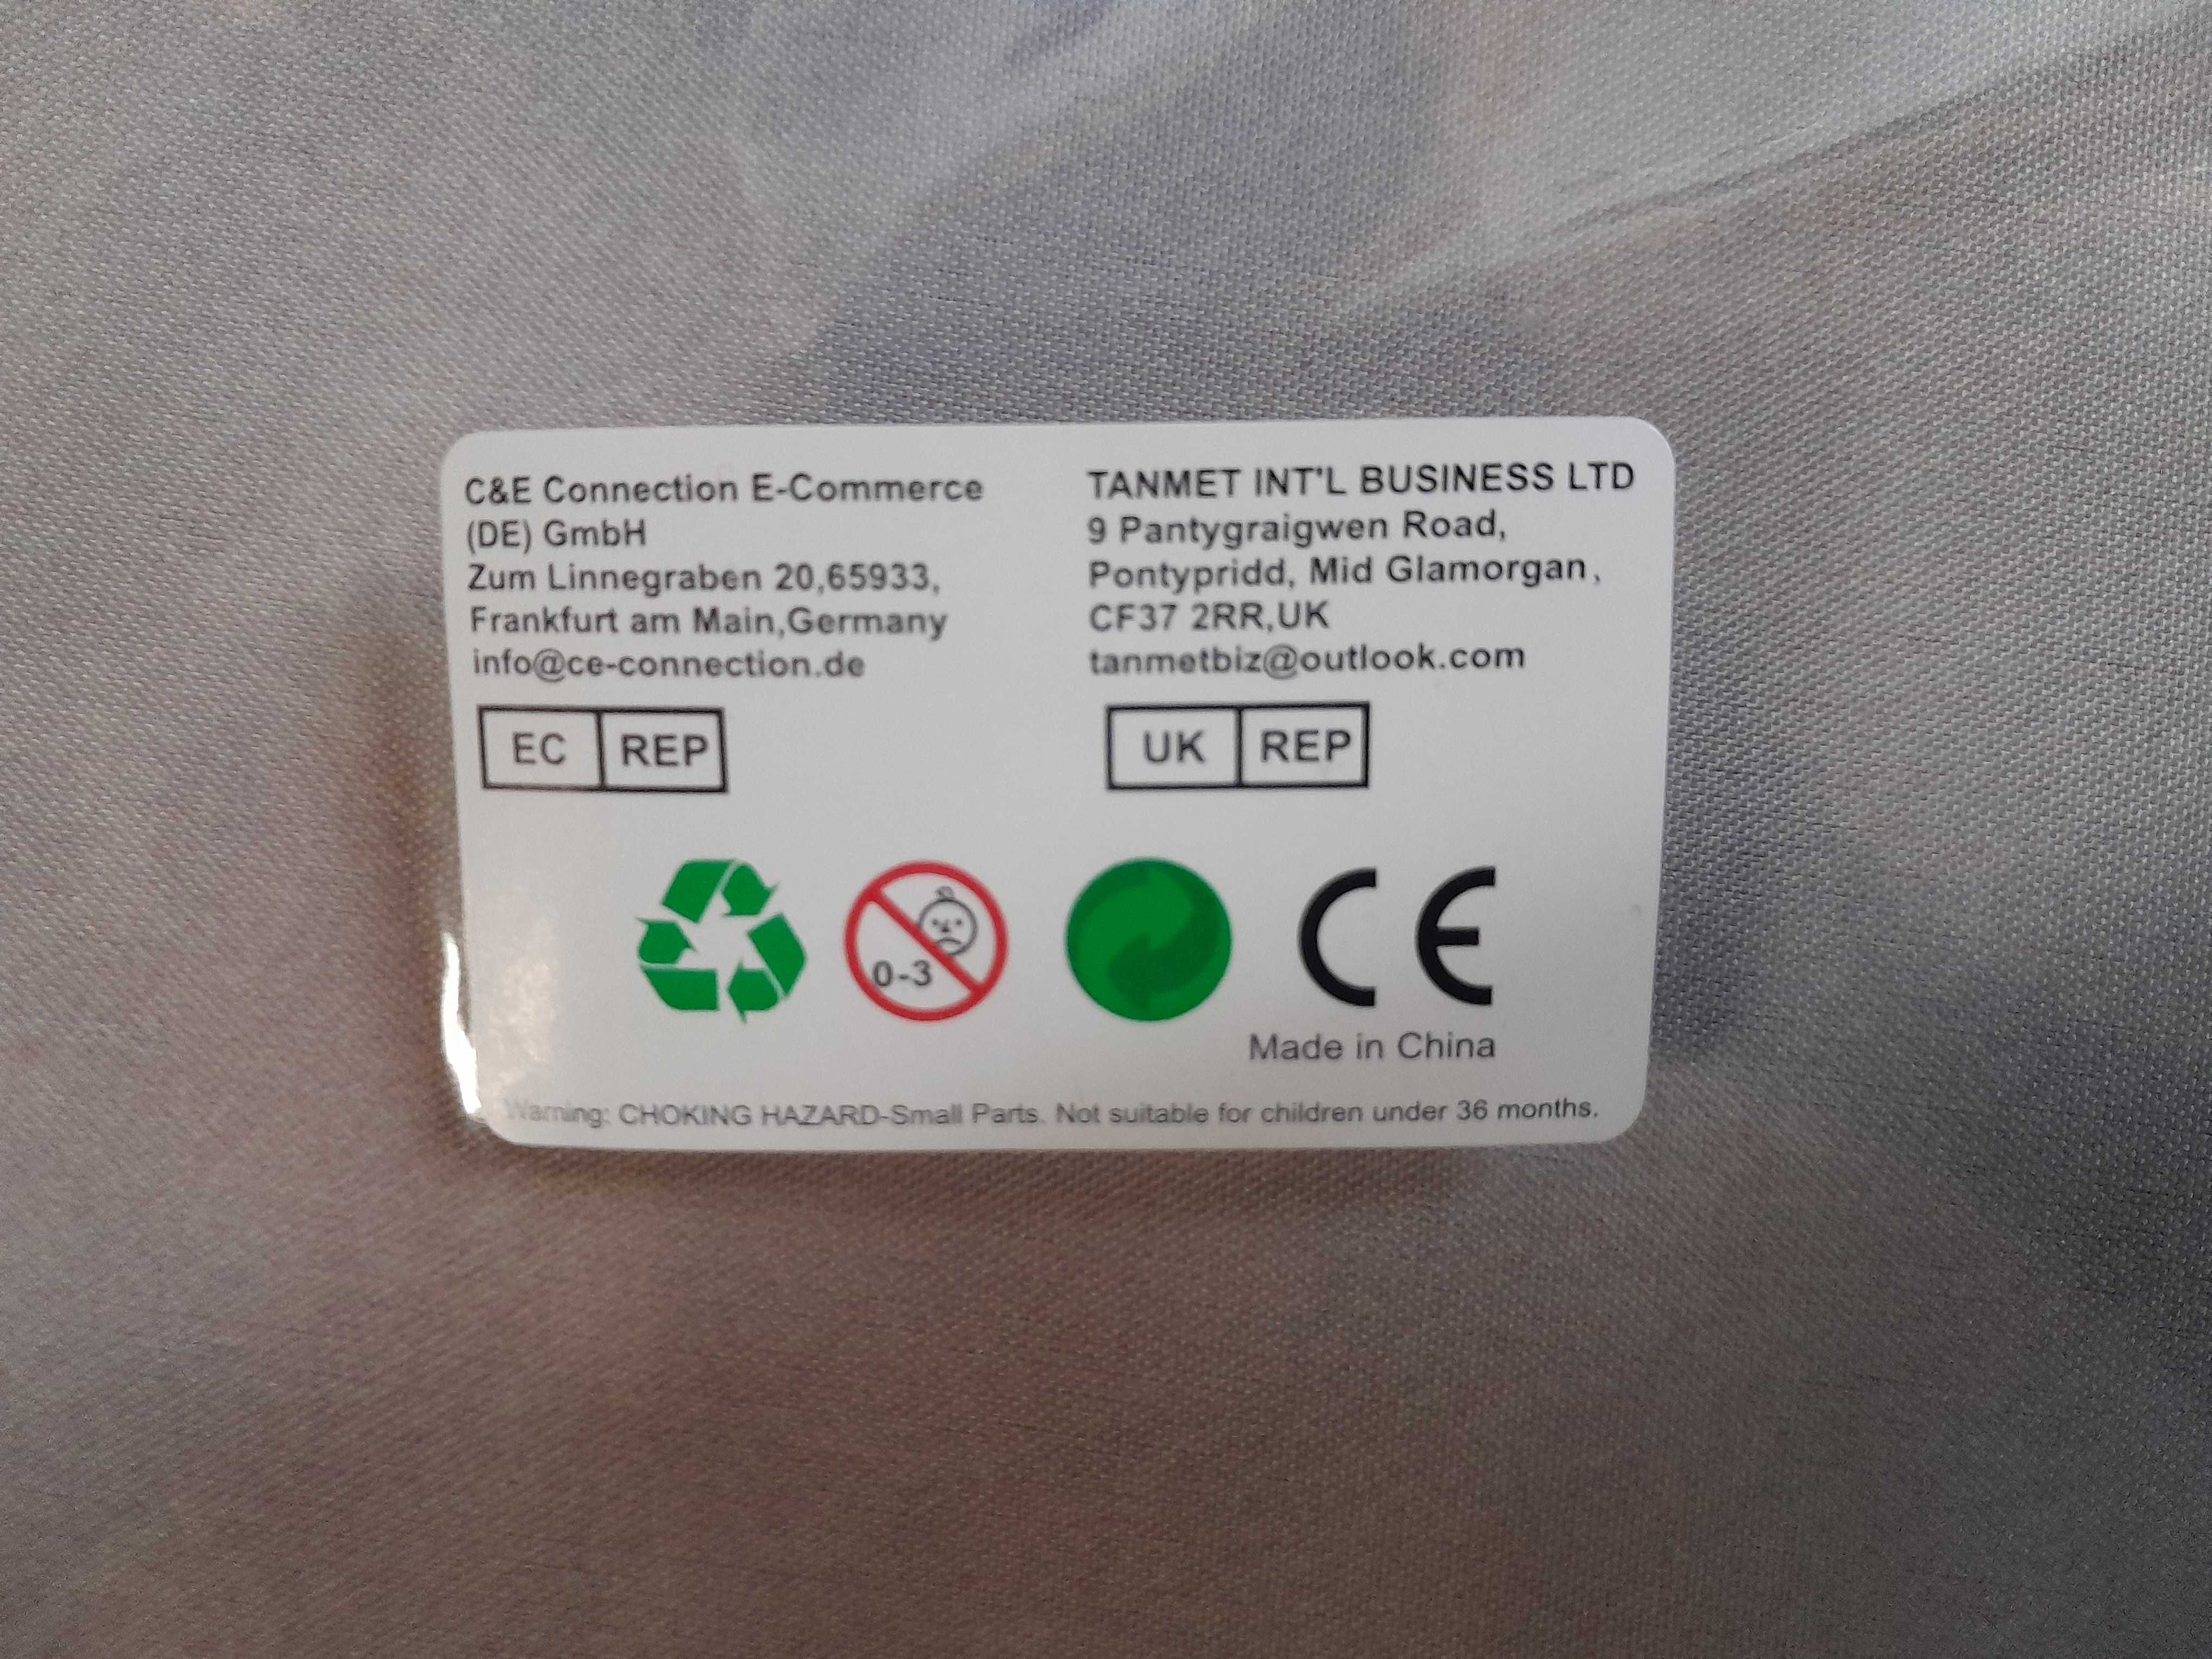 C&E Connection E-Commerce
(DE) GmbH
Zum Linnegraben 20,65933,
Frankfurt am Main,Germany
info@ce-connection.de
EC REP
TANMET INT'L BUSINESS LTD
9 Pantygraigwen Road,
Pontypridd, Mid Glamorgan,
CF37 2RR,UK
tanmetbiz@outlook.com
UK REP
0-3
CE
Made in China
Warning: CHOKING HAZARD-Small Parts. Not suitable for children under 36 months.